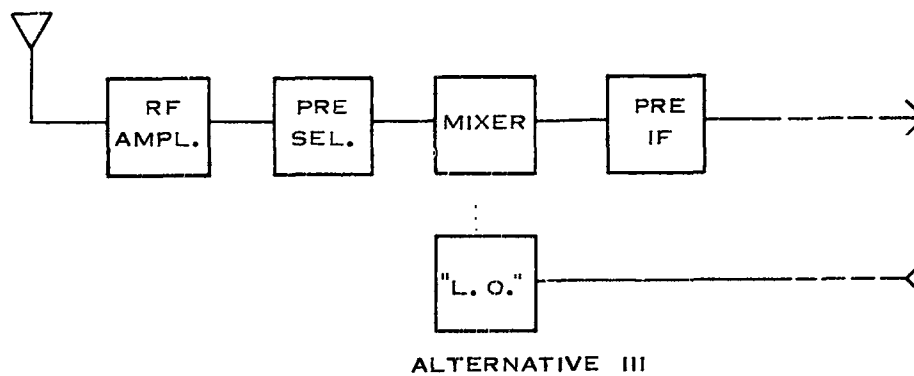 RF
AMPL.
PRE
SEL.
MIXER
PRE
IF
"L. O."
ALTERNATIVE III